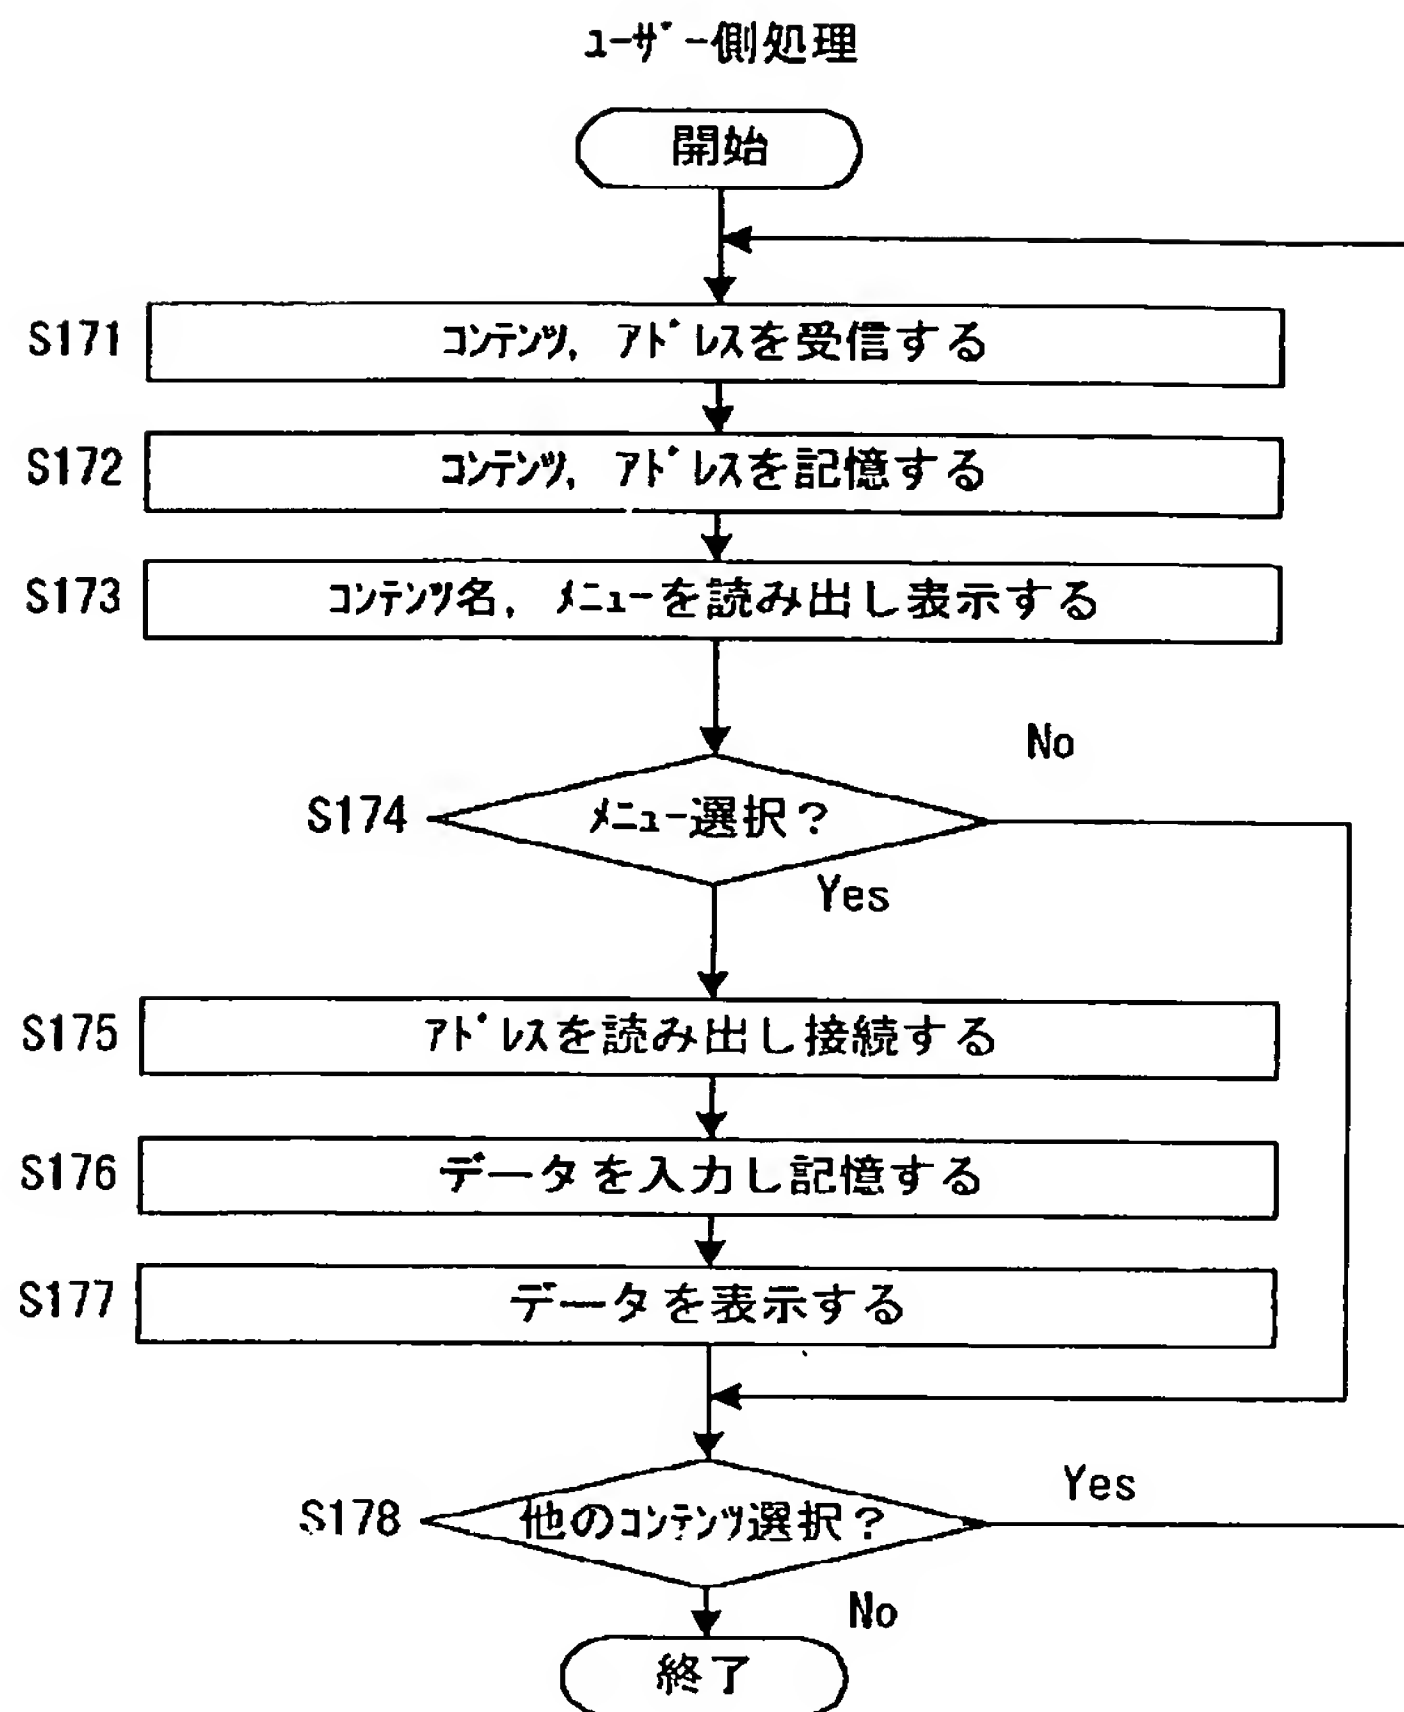 ﾕｰｻﾞｰ側処理
開始
S171 ｺﾝﾃﾝﾂ, ｱﾄﾞﾚｽを受信する
S172 ｺﾝﾃﾝﾂ, ｱﾄﾞﾚｽを記憶する
S173 ｺﾝﾃﾝﾂ名, ﾒﾆｭｰを読み出し表示する
No
S174 ﾒﾆｭｰ選択?
Yes
S175 ｱﾄﾞﾚｽを読み出し接続する
S176 データを入力し記憶する
S177 データを表示する
Yes
S178 他のｺﾝﾃﾝﾂ選択?
No
終了